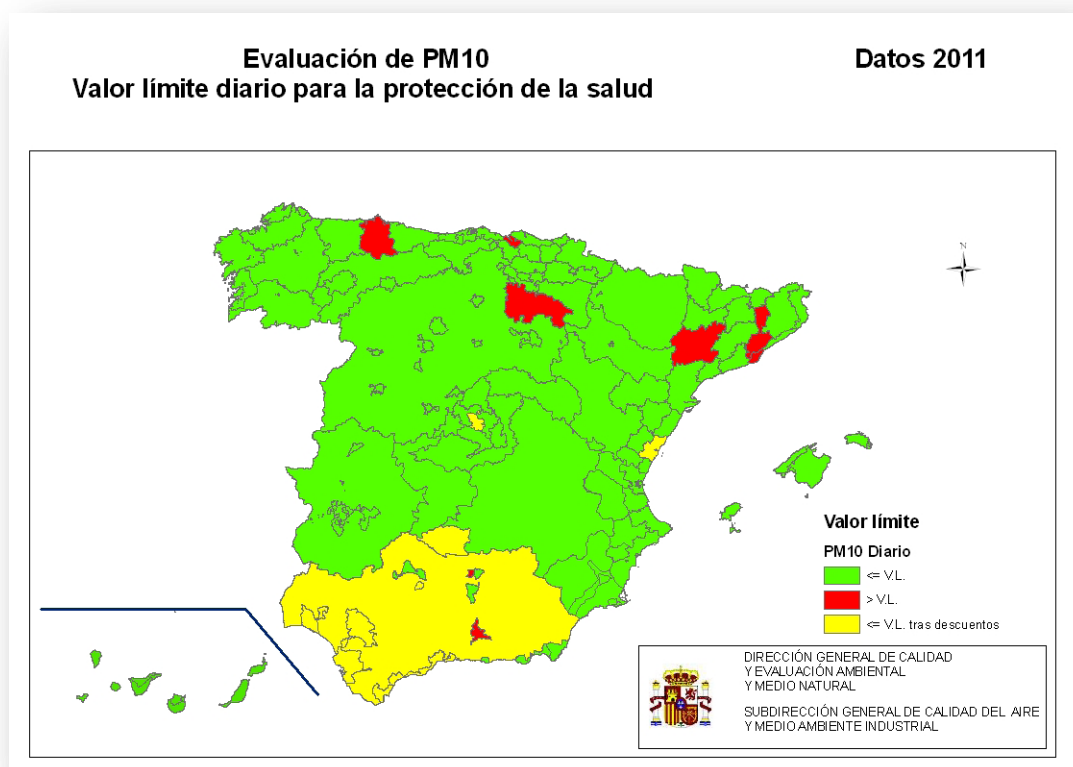 Evaluación de PM10
Valor límite diario para la protección de la salud
Datos 2011
N
Valor límite
PM10 Diario
<= V.L.
> V.L.
<= V.L. tras descuentos
DIRECCIÓN GENERAL DE CALIDAD
Y EVALUACIÓN AMBIENTAL
Y MEDIO NATURAL
SUBDIRECCIÓN GENERAL DE CALIDAD DEL AIRE
Y MEDIO AMBIENTE INDUSTRIAL